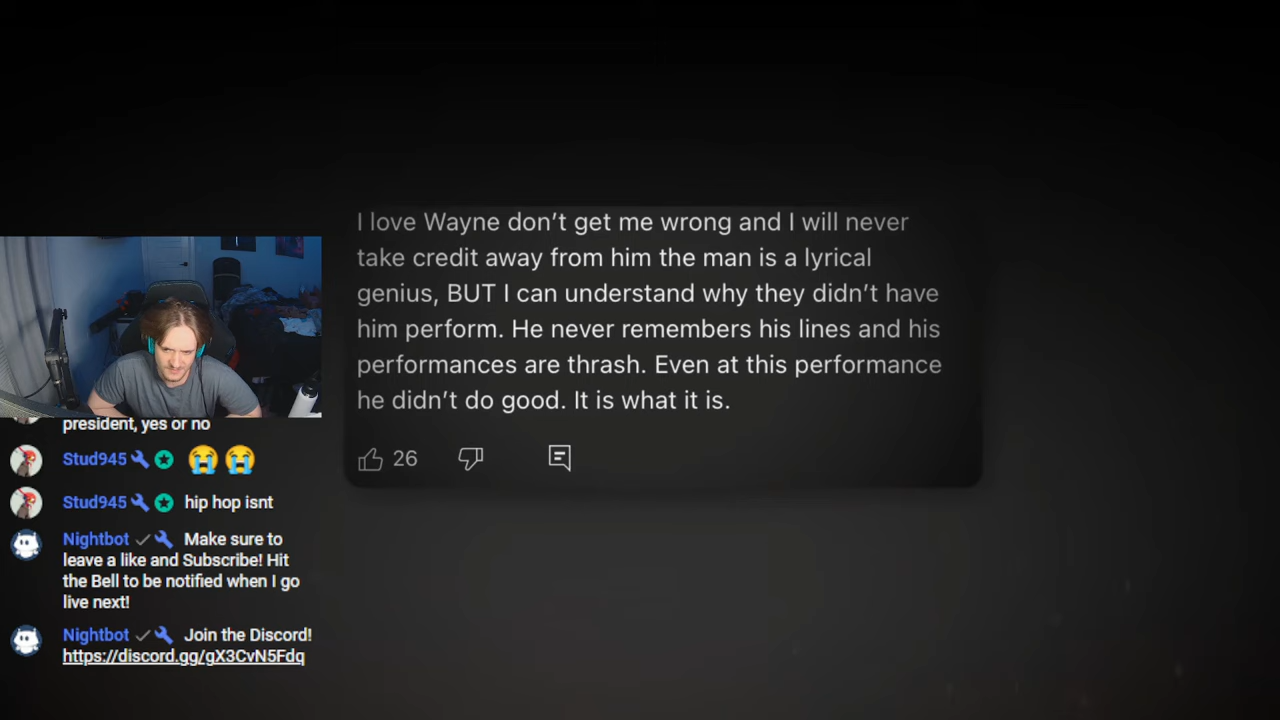 I love Wayne don’t get me wrong and I will never
take credit away from him the man is a lyrical
genius, BUT I can understand why they didn’t have
him perform. He never remembers his lines and his
performances are thrash. Even at this performance
he didn’t do good. It is what it is.
26
president, yes or no
Stud945 😭 😭
Stud945 hip hop isnt
Nightbot Make sure to
leave a like and Subscribe! Hit
the Bell to be notified when I go
live next!
Nightbot Join the Discord!
https://discord.gg/gX3CvN5Fdq